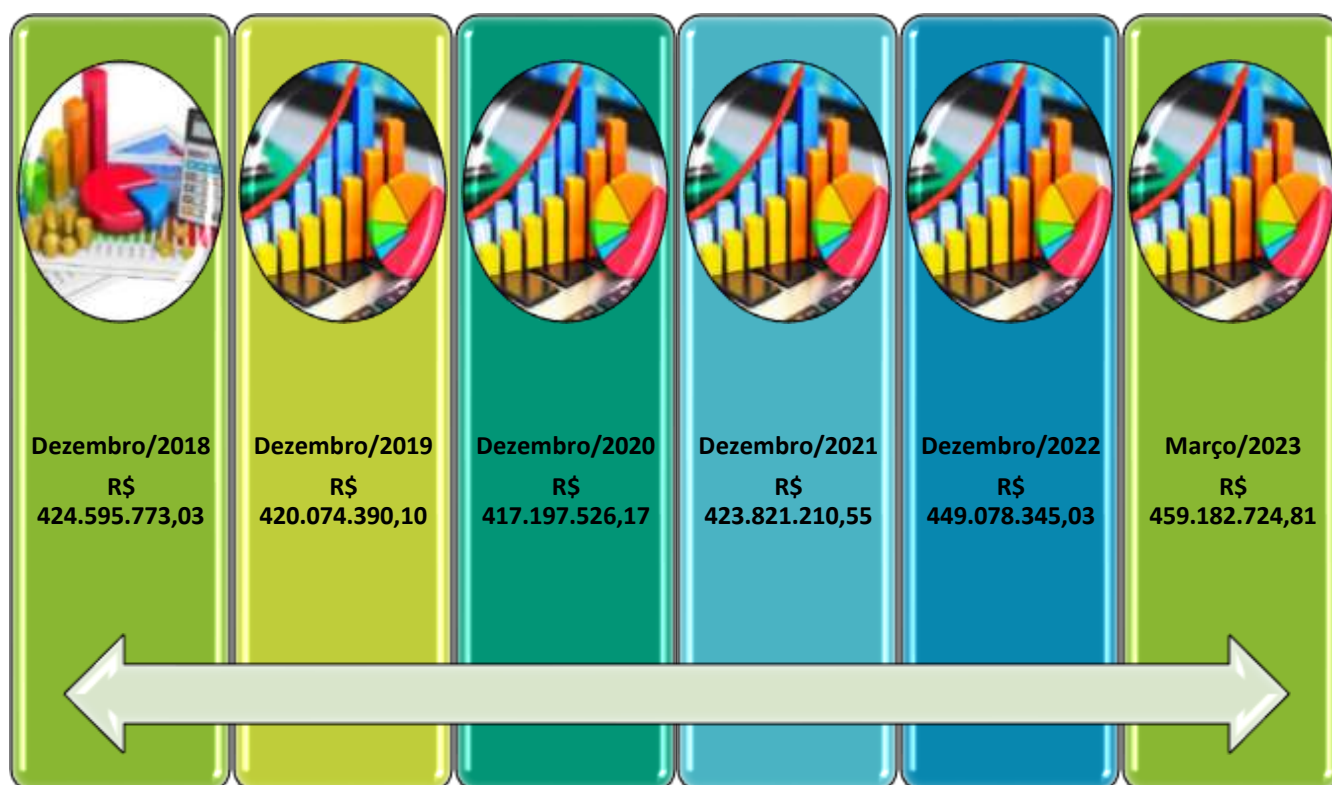 Dezembro/2018
R$
424.595.773,03
Dezembro/2019
R$
420.074.390,10
Dezembro/2020
R$
417.197.526,17
Dezembro/2021
R$
423.821.210,55
Dezembro/2022
R$
449.078.345,03
Março/2023
R$
459.182.724,81